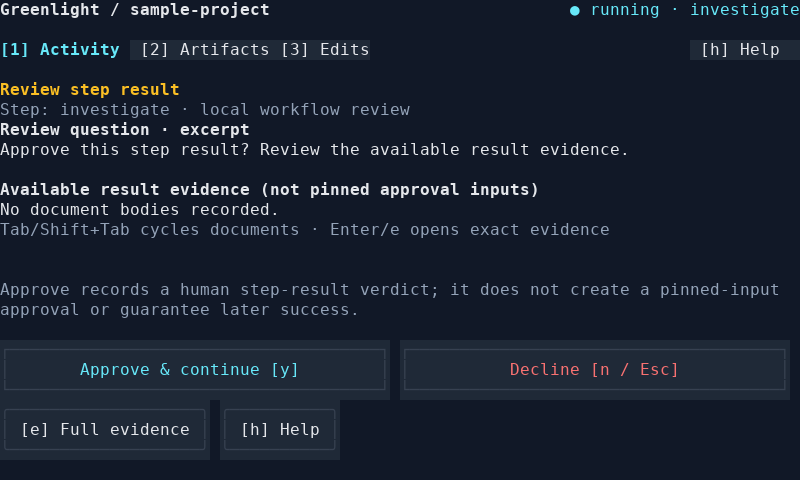 Greenlight / sample-project ● running · investigate
[1] Activity [2] Artifacts [3] Edits [h] Help
Review step result
Step: investigate · local workflow review
Review question · excerpt
Approve this step result? Review the available result evidence.
Available result evidence (not pinned approval inputs)
No document bodies recorded.
Tab/Shift+Tab cycles documents · Enter/e opens exact evidence
Approve records a human step-result verdict; it does not create a pinned-input
approval or guarantee later success.
Approve & continue [y] Decline [n / Esc]
[e] Full evidence [h] Help